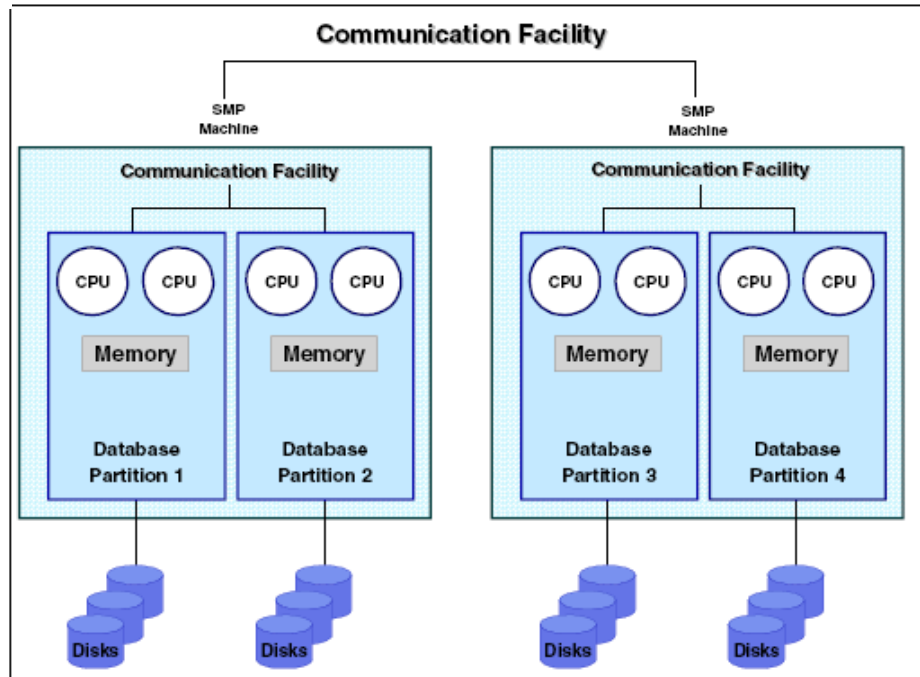 Communication Facility
SMP
Machine
SMP
Machine
Communication Facility
CPU
CPU
CPU
CPU
Memory
Memory
Database
Partition 1
Database
Partition 2
Disks
Disks
Communication Facility
CPU
CPU
CPU
CPU
Memory
Memory
Database
Partition 3
Database
Partition 4
Disks
Disks